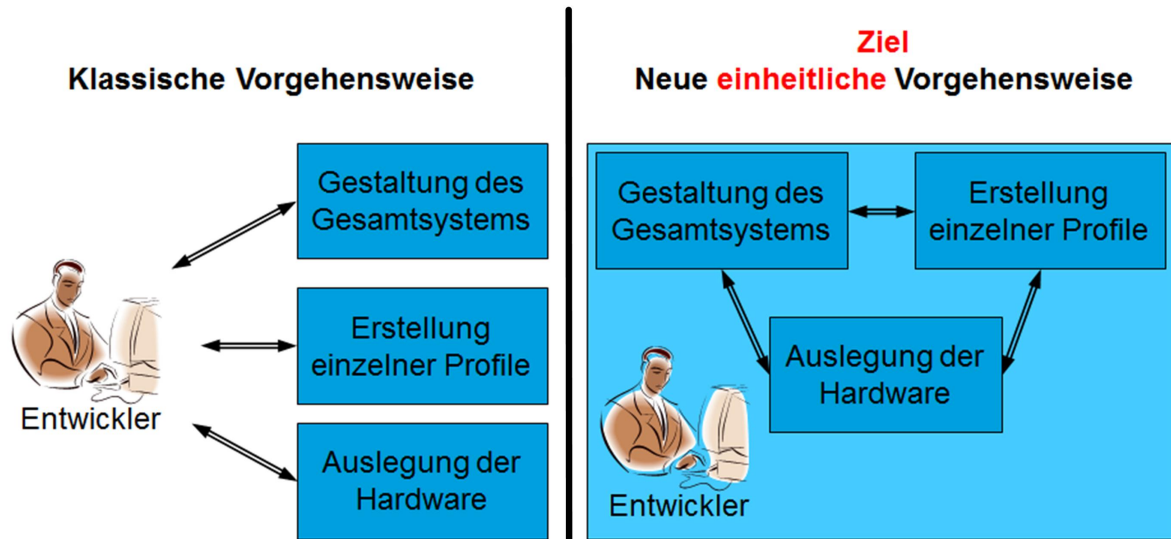 Klassische Vorgehensweise
Gestaltung des
Gesamtsystems
Erstellung
einzelner Profile
Auslegung der
Hardware
Entwickler
Ziel
Neue einheitliche Vorgehensweise
Gestaltung des
Gesamtsystems
Erstellung
einzelner Profile
Auslegung der
Hardware
Entwickler